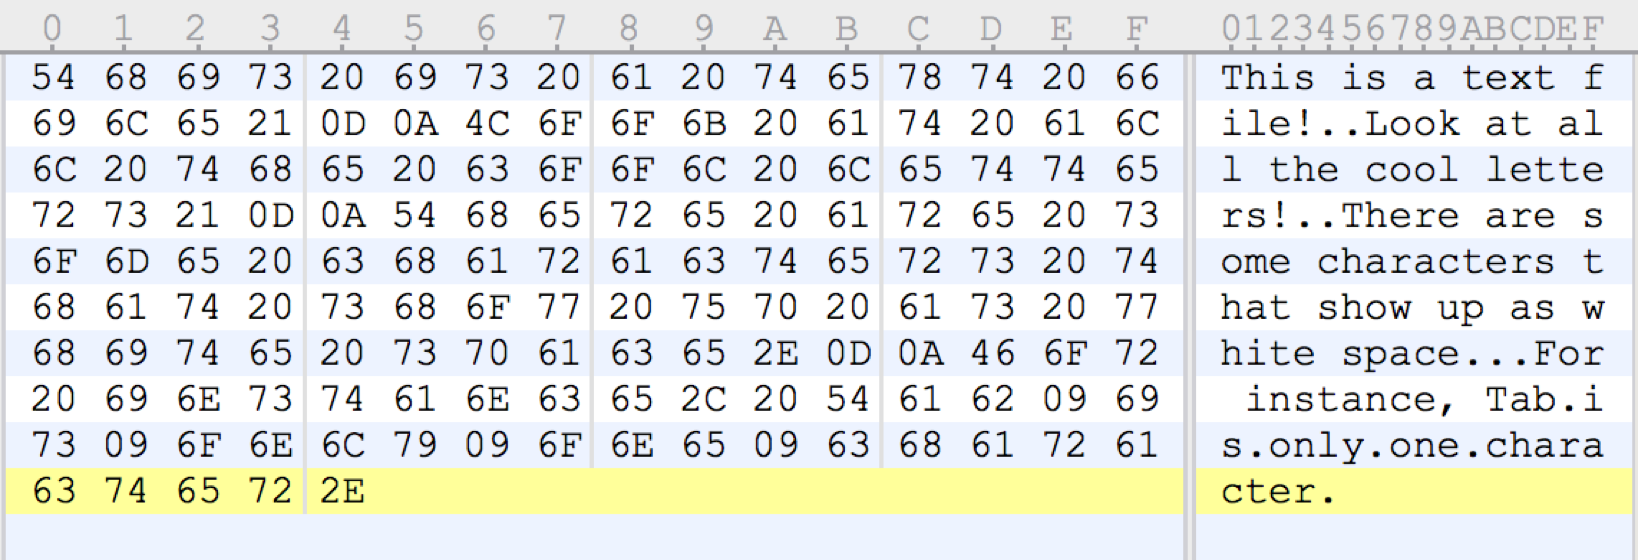 0 1 2 3 4 5 6 7 8 9 A B C D E F 0123456789ABCDEF
54 68 69 73 20 69 73 20 61 20 74 65 78 74 20 66 This is a text f
69 6C 65 21 0D 0A 4C 6F 6F 6B 20 61 74 20 61 6C ile!..Look at al
6C 20 74 68 65 20 63 6F 6F 6C 20 6C 65 74 74 65 l the cool lette
72 73 21 0D 0A 54 68 65 72 65 20 61 72 65 20 73 rs!..There are s
6F 6D 65 20 63 68 61 72 61 63 74 65 72 73 20 74 ome characters t
68 61 74 20 73 68 6F 77 20 75 70 20 61 73 20 77 hat show up as w
68 69 74 65 20 73 70 61 63 65 2E 0D 0A 46 6F 72 hite space...For
20 69 6E 73 74 61 6E 63 65 2C 20 54 61 62 09 69  instance, Tab.i
73 09 6F 6E 6C 79 09 6F 6E 65 09 63 68 61 72 61 s.only.one.chara
63 74 65 72 2E cter.